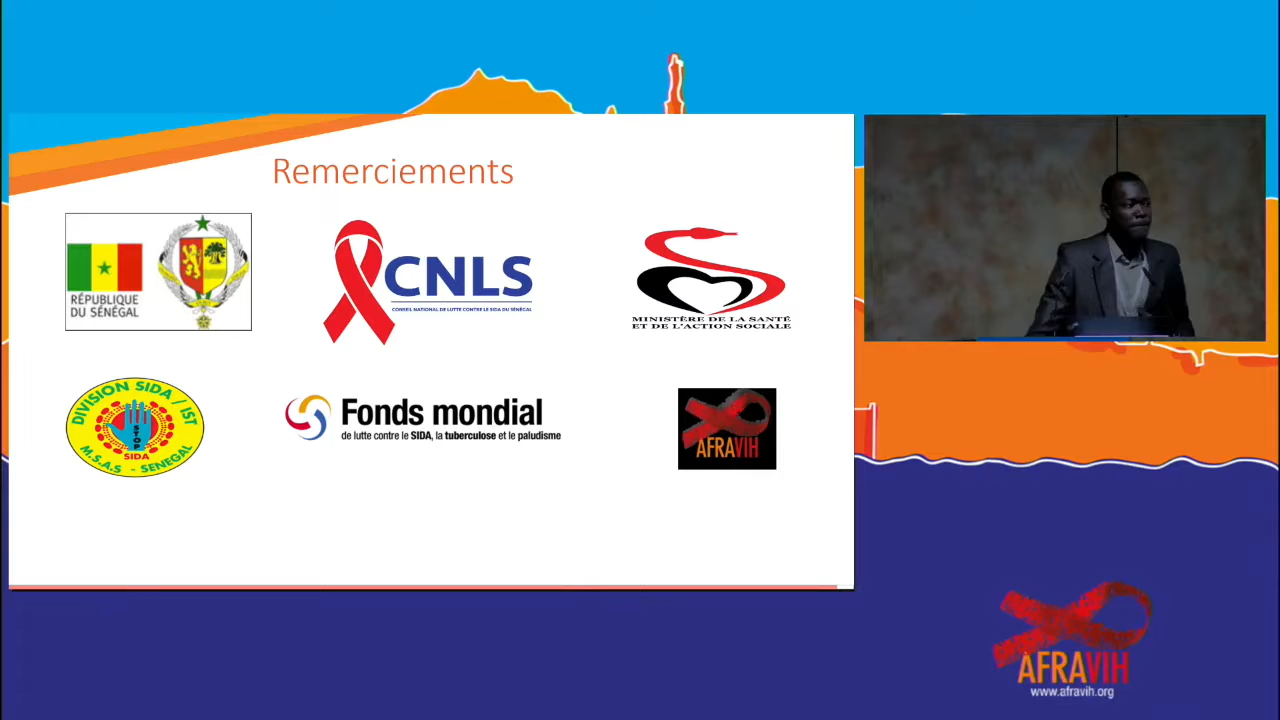 Remerciements
RÉPUBLIQUE
DU SÉNÉGAL
CNLS
CONSEIL NATIONAL DE LUTTE CONTRE LE SIDA DU SÉNÉGAL
MINISTÈRE DE LA SANTÉ
ET DE L'ACTION SOCIALE
DIVISION SIDA / IST
STOP
SIDA
M.S.A.S - SENEGAL
Fonds mondial
de lutte contre le SIDA, la tuberculose et le paludisme
AFRAVIH
AFRAVIH
www.afravih.org